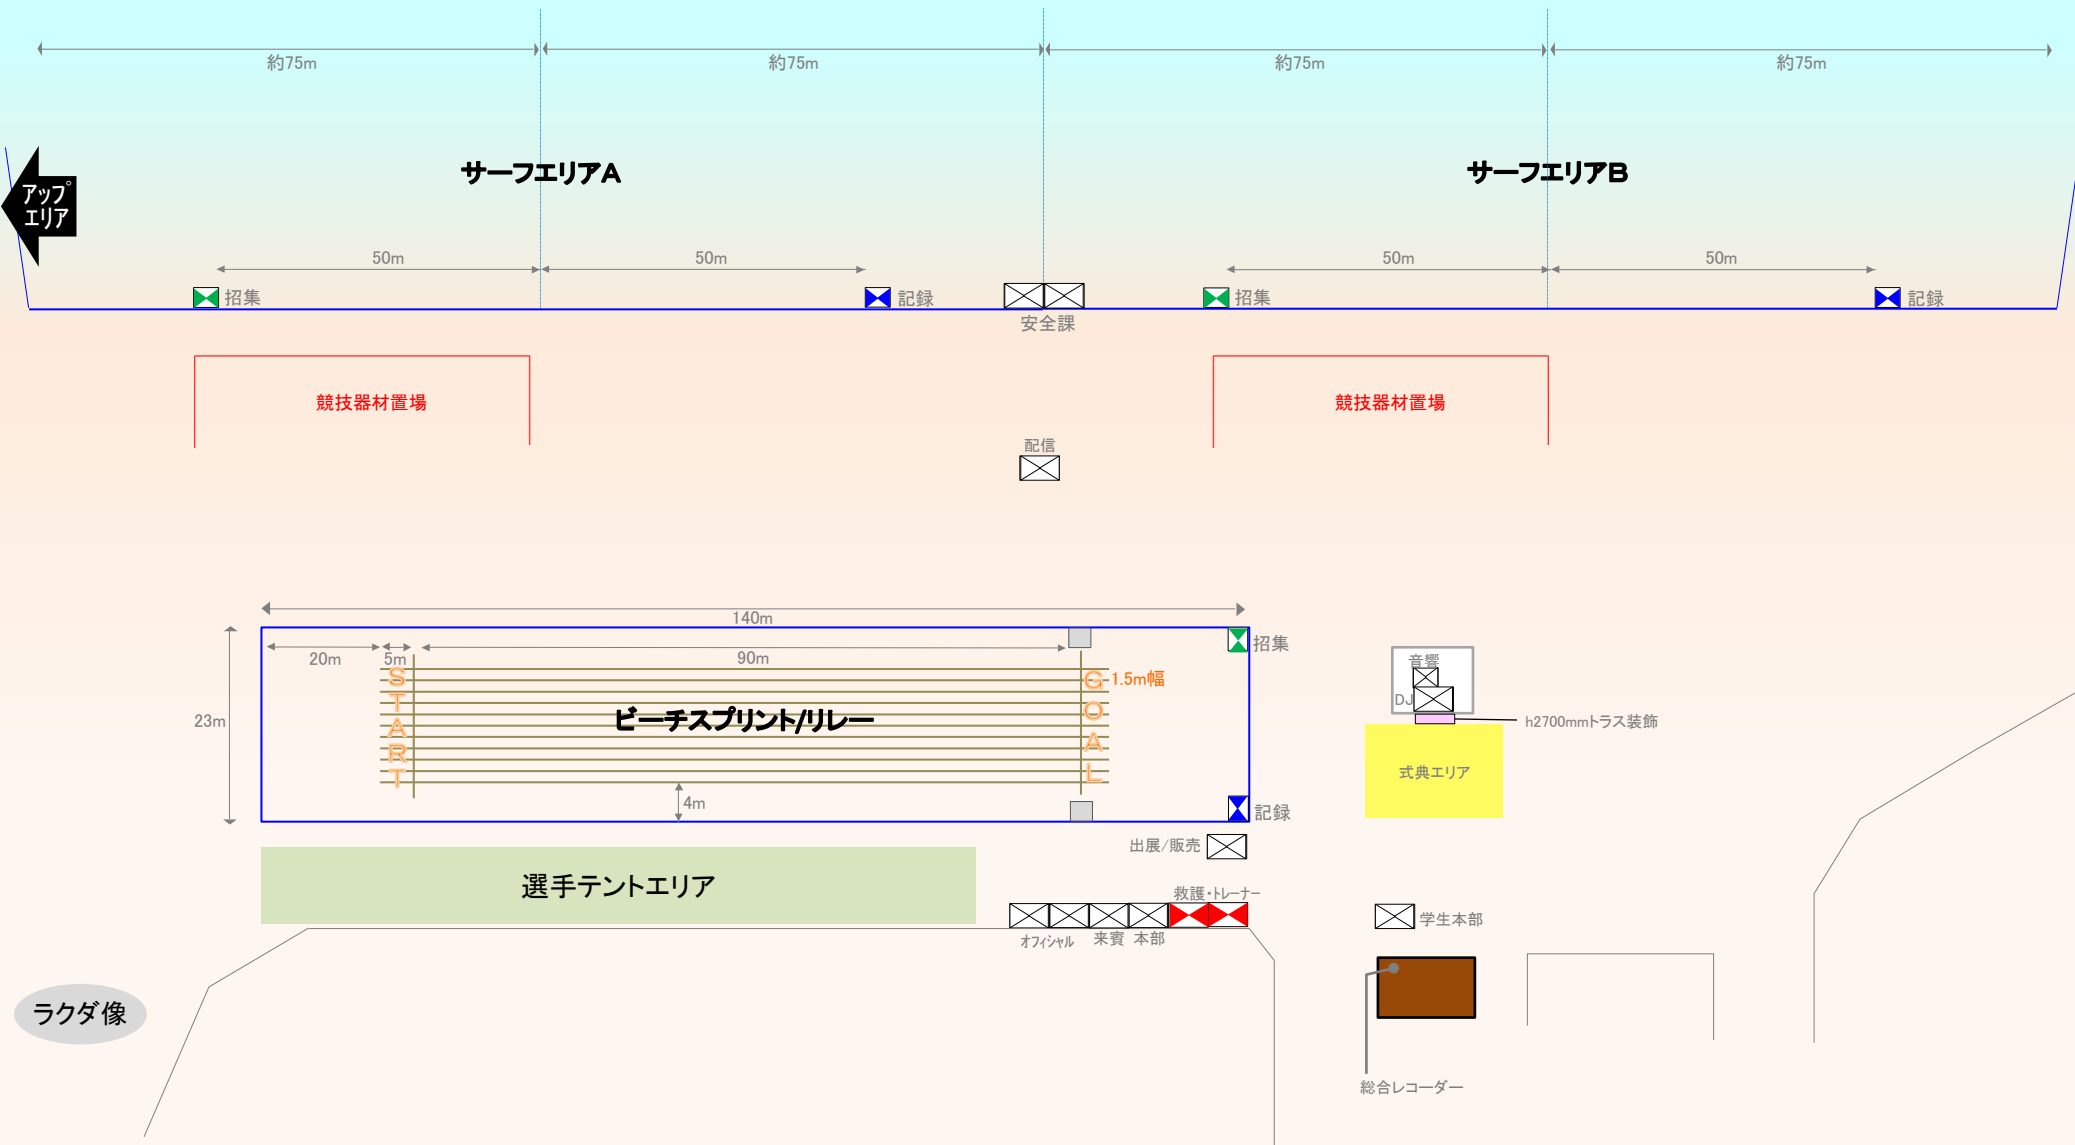 約75m
約75m
約75m
約75m
サーフエリアA
サーフエリアB
アップ
エリア
50m
50m
50m
50m
招集
記録
安全課
招集
記録
競技器材置場
競技器材置場
配信
140m
招集
20m
5m
90m
START
GOAL
1.5m幅
23m
ビーチスプリント/リレー
4m
記録
音響
DJ
h2700mmトラス装飾
式典エリア
出展/販売
選手テントエリア
救護・トレーナー
オフィシャル
来賓
本部
学生本部
ラクダ像
総合レコーダー